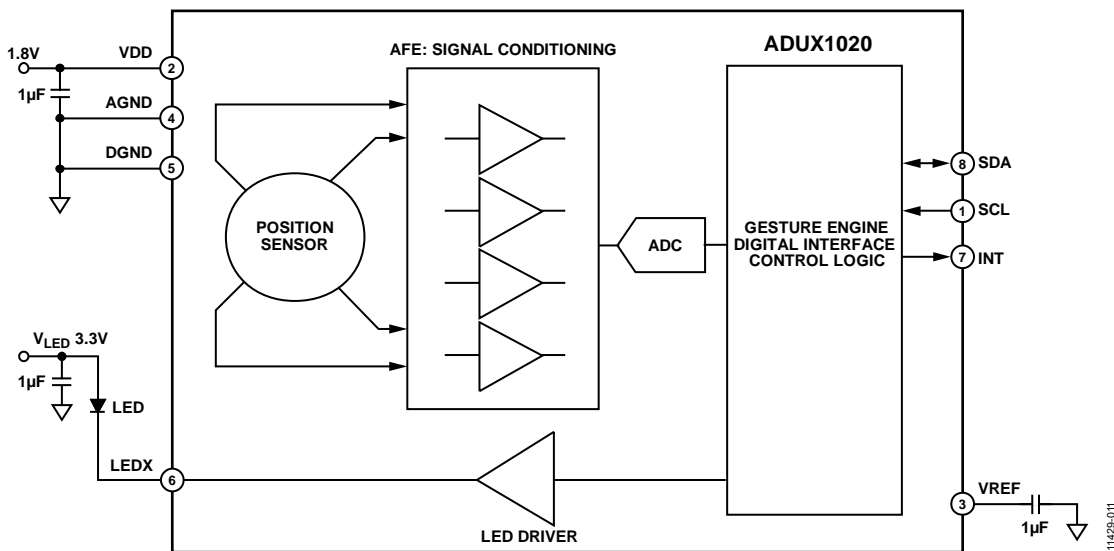 ADUX1020
AFE: SIGNAL CONDITIONING
1.8V
VDD
2
1µF
AGND
4
DGND
5
POSITION
SENSOR
ADC
GESTURE ENGINE
DIGITAL INTERFACE
CONTROL LOGIC
8
SDA
1
SCL
7
INT
VLED 3.3V
1µF
LED
LEDX
6
LED DRIVER
3
VREF
1µF
11429-011